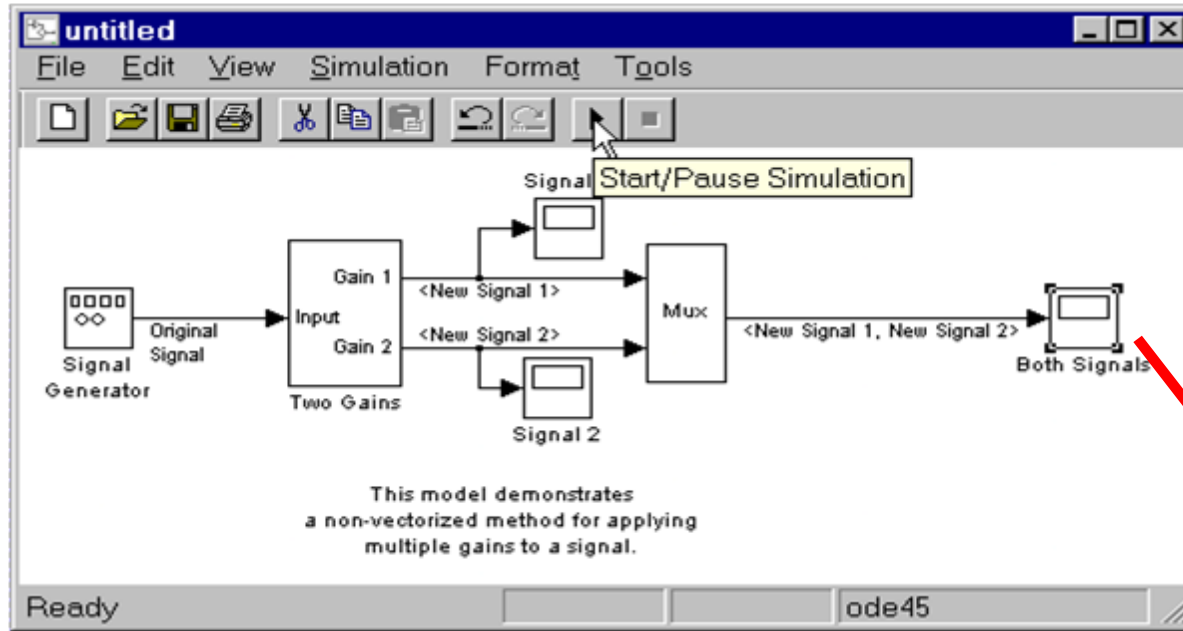 untitled
File Edit View Simulation Format Tools
Start/Pause Simulation
Signal
Gain 1
<New Signal 1>
Input
Original
Signal
Gain 2
<New Signal 2>
Mux
<New Signal 1, New Signal 2>
Signal
Generator
Two Gains
Both Signals
Signal 2
This model demonstrates
a non-vectorized method for applying
multiple gains to a signal.
Ready ode45